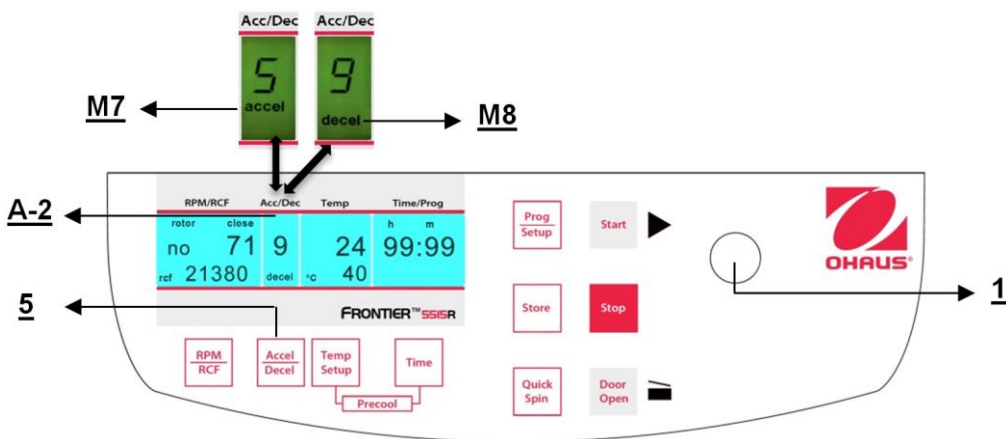 Acc/Dec Acc/Dec
5 9
accel
decel
M7
M8
A-2
RPM/RCF Acc/Dec Temp Time/Prog
rotor close h m
no 71 9 24 99:99
rcf 21380 decel °C 40
FRONTIER™ 5515R
5
RPM
RCF
Accel
Decel
Temp
Setup
Time
Precool
Prog
Setup
Start
Store
Stop
Quick
Spin
Door
Open
OHAUS®
1